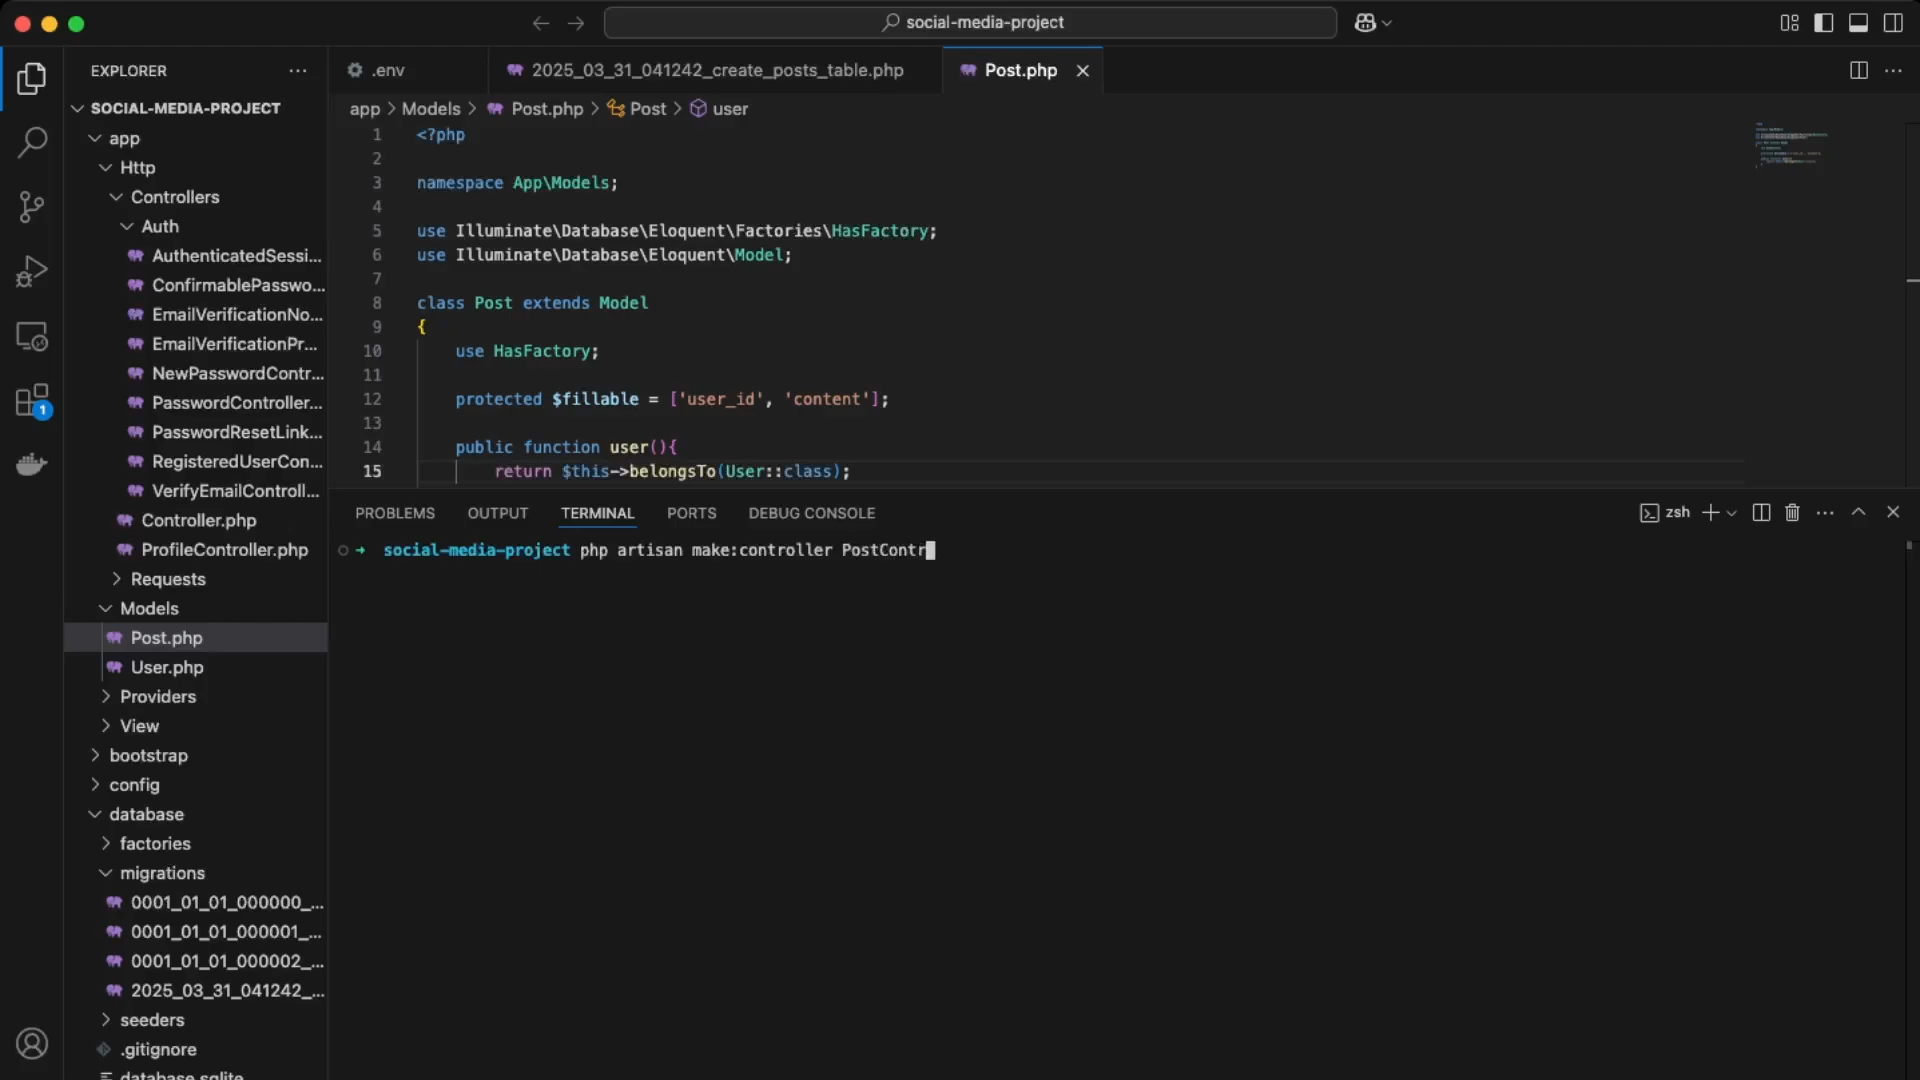 social-media-project
EXPLORER
SOCIAL-MEDIA-PROJECT
app
Http
Controllers
Auth
AuthenticatedSessi...
ConfirmablePasswo...
EmailVerificationNo...
EmailVerificationPr...
NewPasswordContr...
PasswordController...
PasswordResetLink...
RegisteredUserCon...
VerifyEmailControll...
Controller.php
ProfileController.php
Requests
Models
Post.php
User.php
Providers
View
bootstrap
config
database
factories
migrations
0001_01_01_000000_...
0001_01_01_000001_...
0001_01_01_000002_...
2025_03_31_041242_...
seeders
.gitignore
database.sqlite
1
.env
2025_03_31_041242_create_posts_table.php
Post.php
app > Models > Post.php > Post > user
1 <?php
2
3 namespace App\Models;
4
5 use Illuminate\Database\Eloquent\Factories\HasFactory;
6 use Illuminate\Database\Eloquent\Model;
7
8 class Post extends Model
9 {
10 use HasFactory;
11
12 protected $fillable = ['user_id', 'content'];
13
14 public function user(){
15 return $this->belongsTo(User::class);
PROBLEMS OUTPUT TERMINAL PORTS DEBUG CONSOLE
zsh
social-media-project php artisan make:controller PostContr